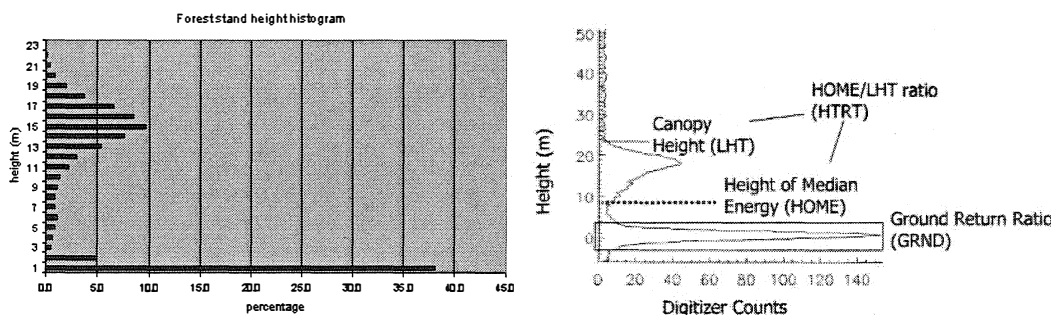 Forest stand height histogram
height (m)
23
21
19
17
15
13
11
9
7
5
3
1
0.0 5.0 10.0 15.0 20.0 25.0 30.0 35.0 40.0 45.0
percentage
Height (m)
50
40
30
20
10
0
HOME/LHT ratio
(HTRT)
Canopy
Height (LHT)
Height of Median
Energy (HOME)
Ground Return Ratio
(GRND)
0 20 40 60 80 100 120 140
Digitizer Counts